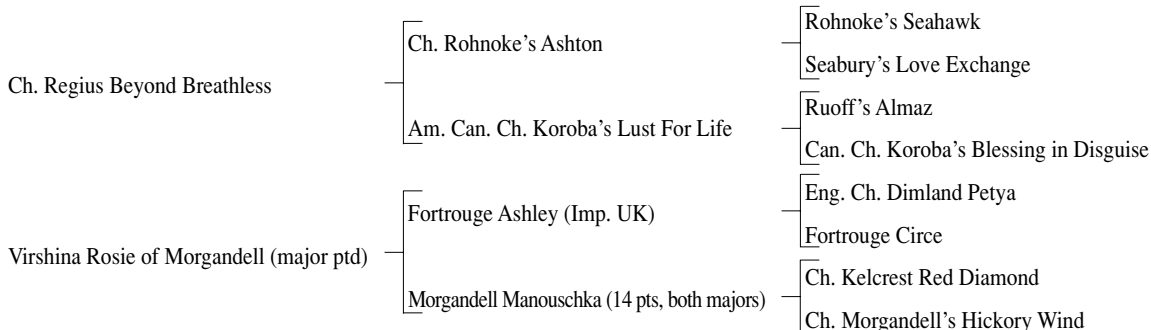 Rohnoke’s Seahawk
Ch. Rohnoke’s Ashton
Seabury’s Love Exchange
Ch. Regius Beyond Breathless
Ruoff’s Almaz
Am. Can. Ch. Koroba’s Lust For Life
Can. Ch. Koroba’s Blessing in Disguise
Eng. Ch. Dimland Petya
Fortrouge Ashley (Imp. UK)
Fortrouge Circe
Virshina Rosie of Morgandell (major ptd)
Ch. Kelcrest Red Diamond
Morgandell Manouschka (14 pts, both majors)
Ch. Morgandell’s Hickory Wind